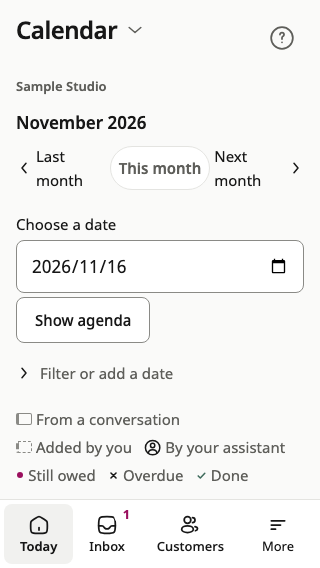 Calendar
Sample Studio
November 2026
Last month
This month
Next month
Choose a date
2026/11/16
Show agenda
Filter or add a date
From a conversation
Added by you By your assistant
Still owed Overdue Done
1
Today Inbox Customers More